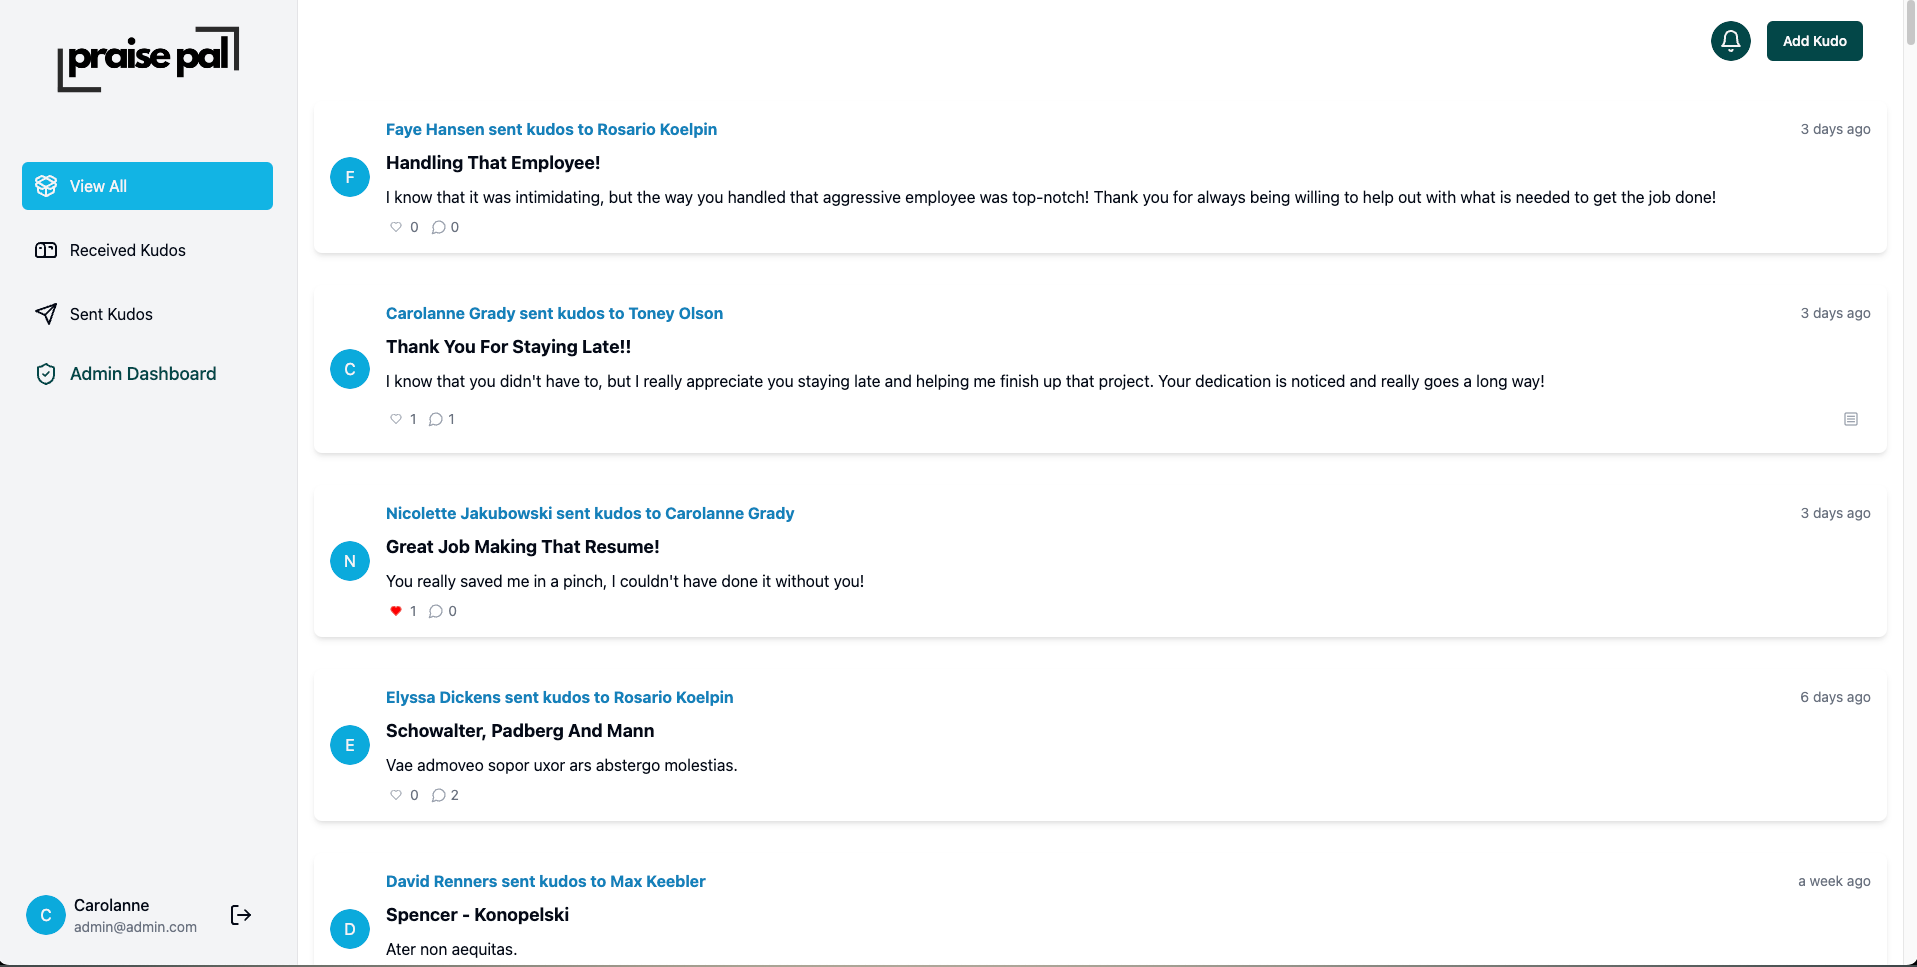 praise pal
View All
Received Kudos
Sent Kudos
Admin Dashboard
Carolanne
admin@admin.com
Add Kudo
Faye Hansen sent kudos to Rosario Koelpin
3 days ago
Handling That Employee!
F
I know that it was intimidating, but the way you handled that aggressive employee was top-notch! Thank you for always being willing to help out with what is needed to get the job done!
0 0
Carolanne Grady sent kudos to Toney Olson
3 days ago
Thank You For Staying Late!!
C
I know that you didn't have to, but I really appreciate you staying late and helping me finish up that project. Your dedication is noticed and really goes a long way!
1 1
Nicolette Jakubowski sent kudos to Carolanne Grady
3 days ago
Great Job Making That Resume!
N
You really saved me in a pinch, I couldn't have done it without you!
1 0
Elyssa Dickens sent kudos to Rosario Koelpin
6 days ago
Schowalter, Padberg And Mann
E
Vae admoveo sopor uxor ars abstergo molestias.
0 2
David Renners sent kudos to Max Keebler
a week ago
Spencer - Konopelski
D
Ater non aequitas.
C